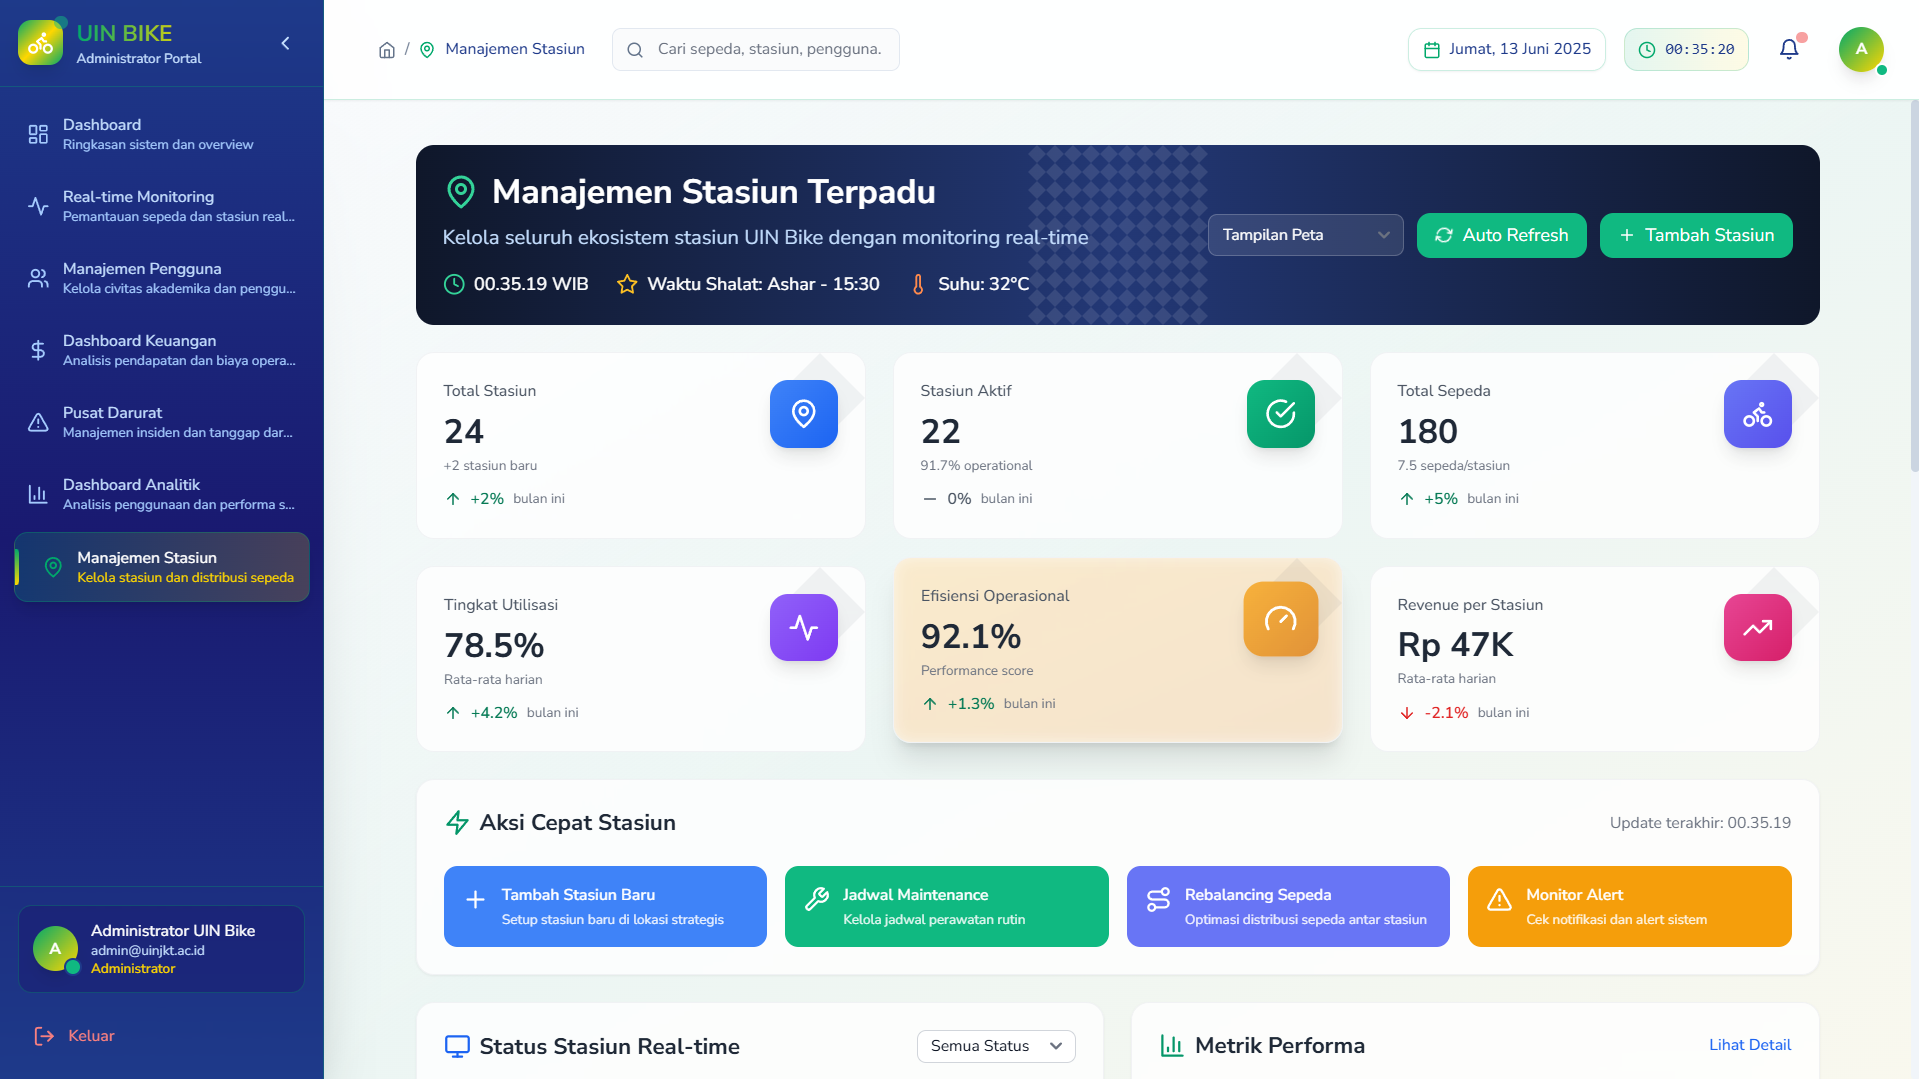 UIN BIKE
Administrator Portal
Dashboard
Ringkasan sistem dan overview
Real-time Monitoring
Pemantauan sepeda dan stasiun real...
Manajemen Pengguna
Kelola civitas akademika dan penggu...
Dashboard Keuangan
Analisis pendapatan dan biaya opera...
Pusat Darurat
Manajemen insiden dan tanggap dar...
Dashboard Analitik
Analisis penggunaan dan performa s...
Manajemen Stasiun
Kelola stasiun dan distribusi sepeda
A
Administrator UIN Bike
admin@uinjkt.ac.id
Administrator
Keluar
/ Manajemen Stasiun
Cari sepeda, stasiun, pengguna.
Jumat, 13 Juni 2025
00:35:20
A
Manajemen Stasiun Terpadu
Kelola seluruh ekosistem stasiun UIN Bike dengan monitoring real-time
00.35.19 WIB
Waktu Shalat: Ashar - 15:30
Suhu: 32°C
Tampilan Peta
Auto Refresh
Tambah Stasiun
Total Stasiun
24
+2 stasiun baru
+2% bulan ini
Stasiun Aktif
22
91.7% operational
0% bulan ini
Total Sepeda
180
7.5 sepeda/stasiun
+5% bulan ini
Tingkat Utilisasi
78.5%
Rata-rata harian
+4.2% bulan ini
Efisiensi Operasional
92.1%
Performance score
+1.3% bulan ini
Revenue per Stasiun
Rp 47K
Rata-rata harian
-2.1% bulan ini
Aksi Cepat Stasiun
Update terakhir: 00.35.19
Tambah Stasiun Baru
Setup stasiun baru di lokasi strategis
Jadwal Maintenance
Kelola jadwal perawatan rutin
Rebalancing Sepeda
Optimasi distribusi sepeda antar stasiun
Monitor Alert
Cek notifikasi dan alert sistem
Status Stasiun Real-time
Semua Status
Metrik Performa
Lihat Detail